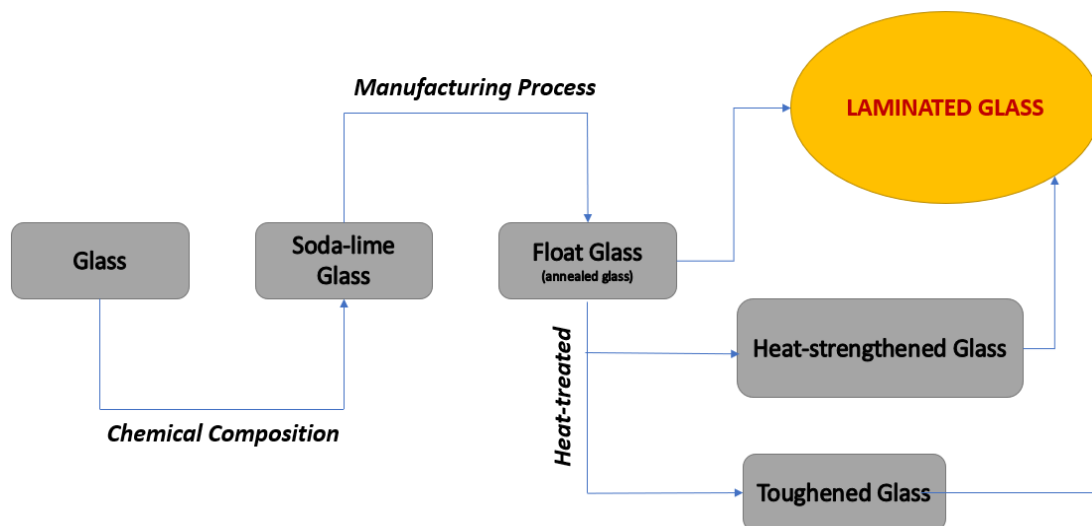 Manufacturing Process
LAMINATED GLASS
Glass
Soda-lime
Glass
Float Glass
(annealed glass)
Heat-strengthened Glass
Heat-treated
Chemical Composition
Toughened Glass